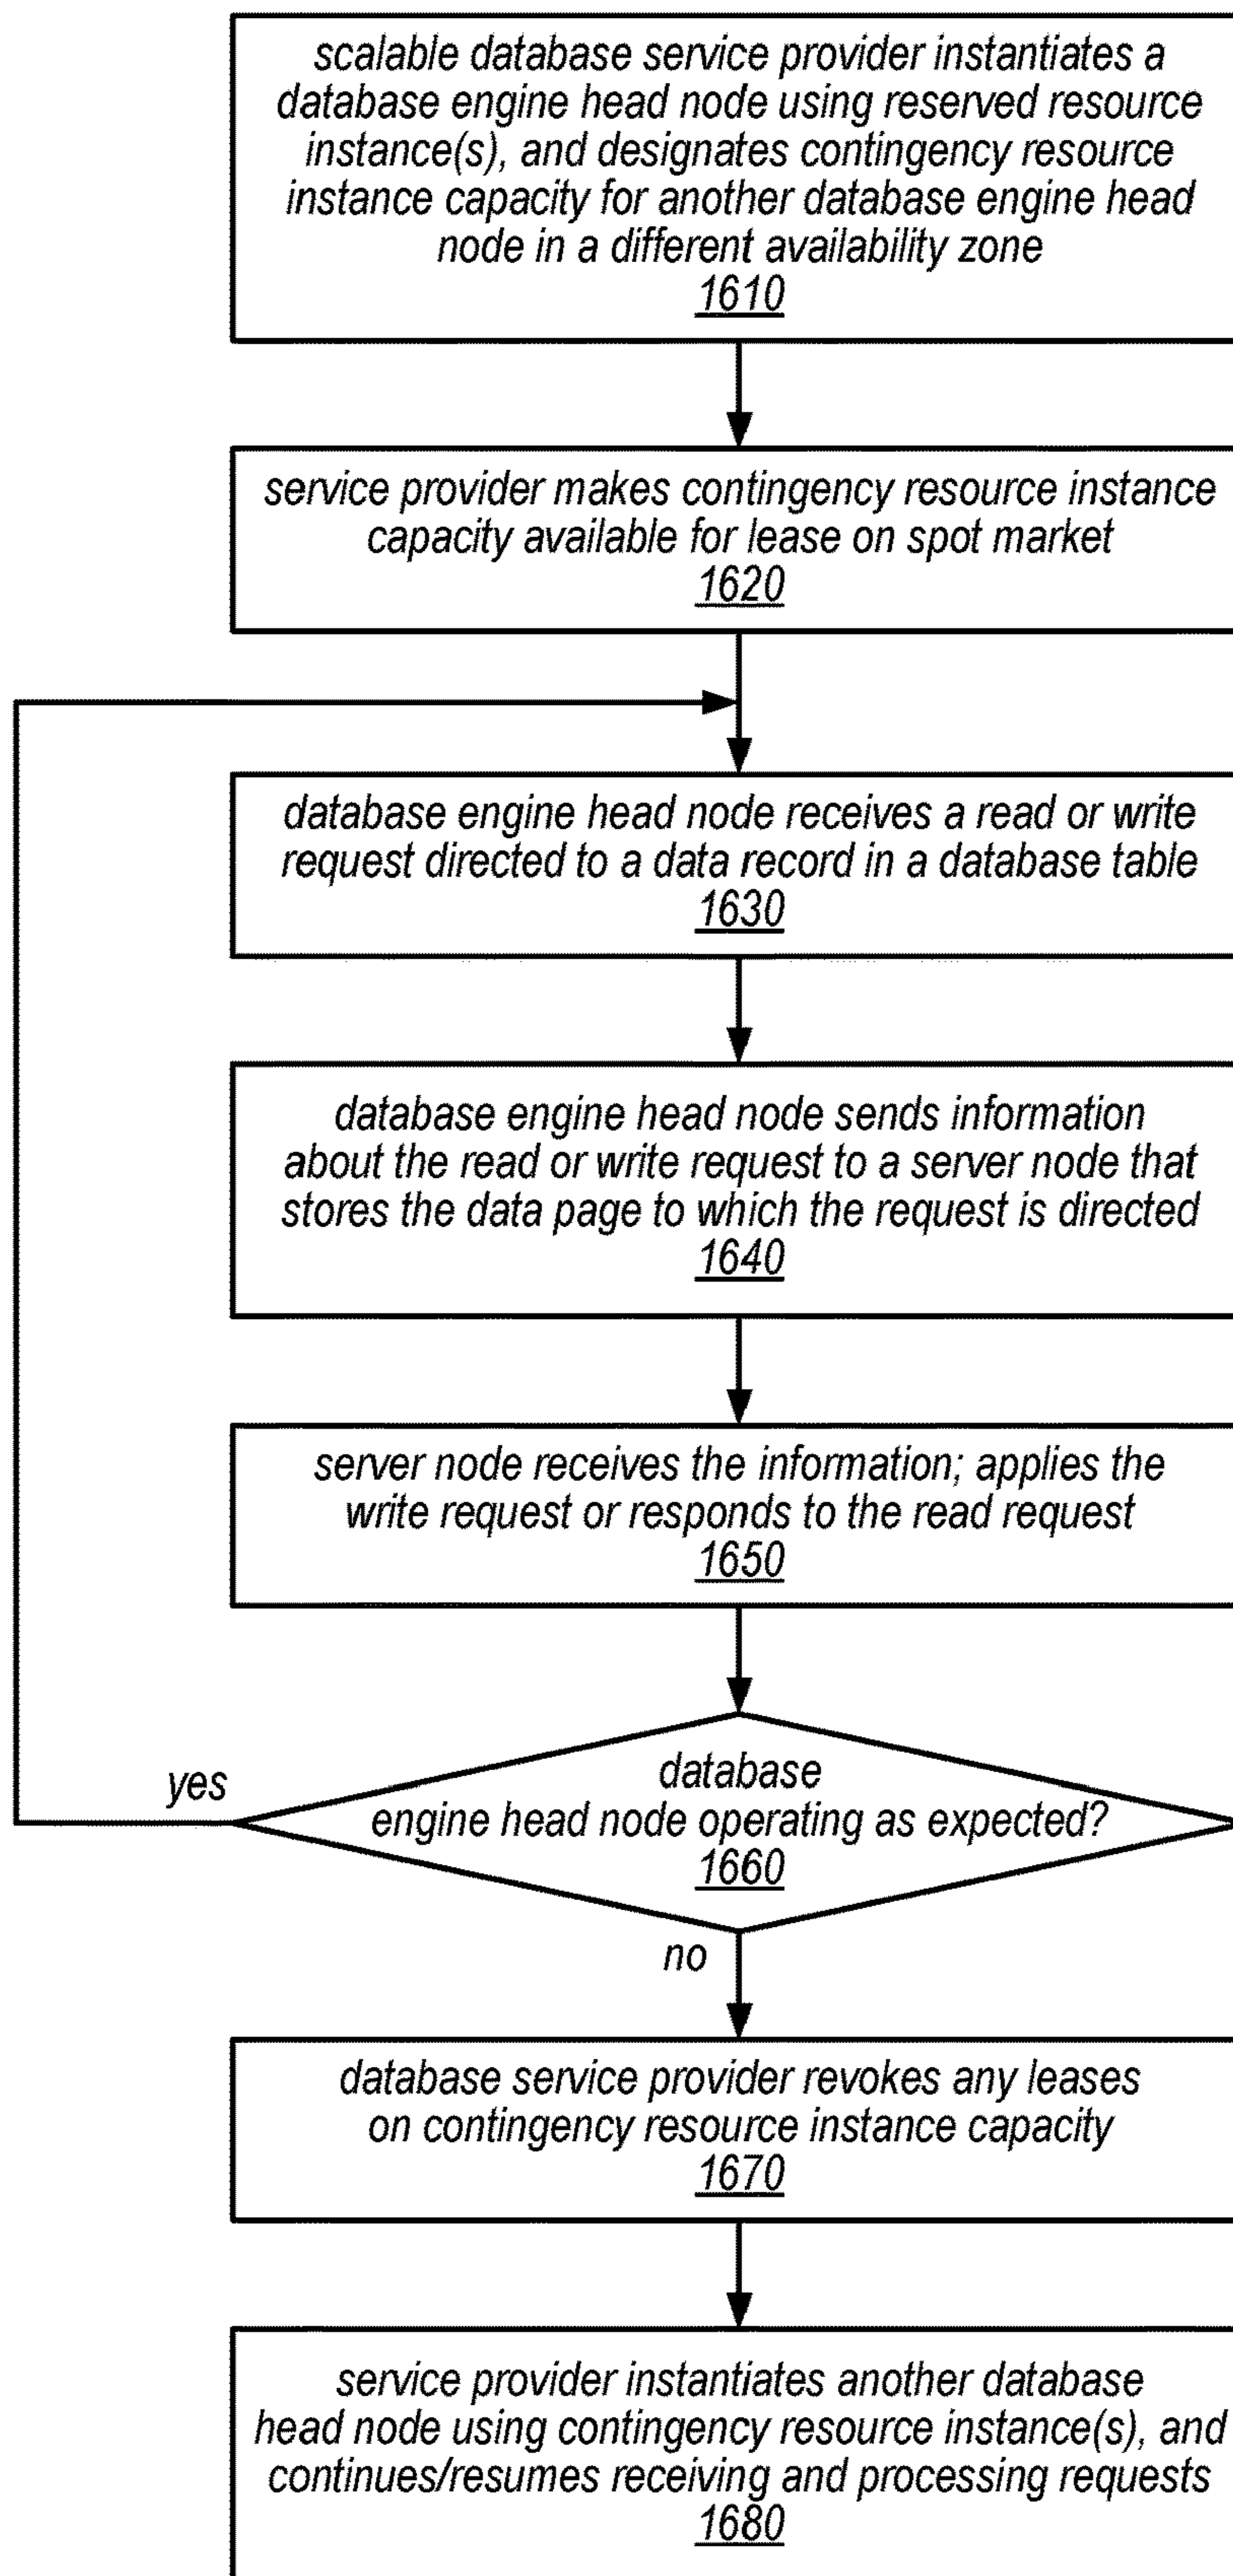 scalable database service provider instantiates a
database engine head node using reserved resource
instance(s), and designates contingency resource
instance capacity for another database engine head
node in a different availability zone
1610
service provider makes contingency resource instance
capacity available for lease on spot market
1620
database engine head node receives a read or write
request directed to a data record in a database table
1630
database engine head node sends information
about the read or write request to a server node that
stores the data page to which the request is directed
1640
server node receives the information; applies the
write request or responds to the read request
1650
yes
database
engine head node operating as expected?
1660
no
database service provider revokes any leases
on contingency resource instance capacity
1670
service provider instantiates another database
head node using contingency resource instance(s), and
continues/resumes receiving and processing requests
1680